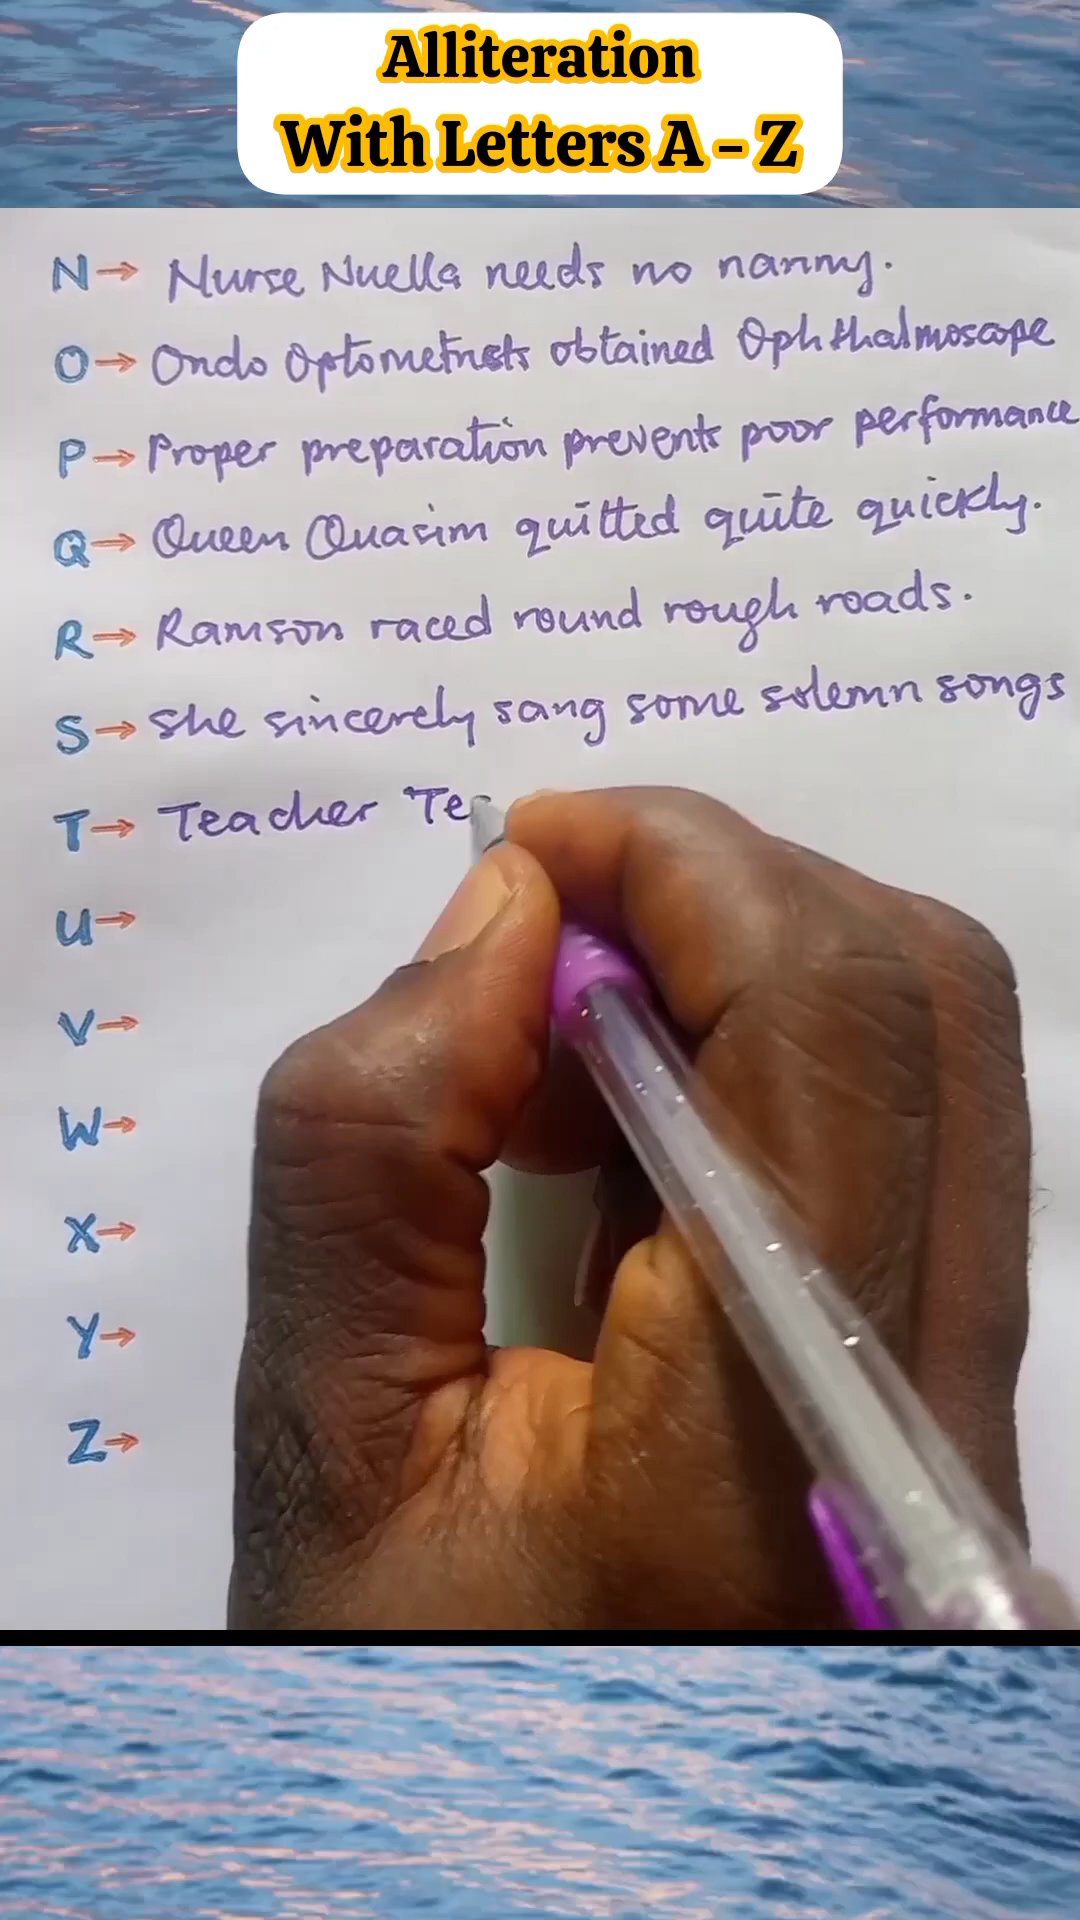 Alliteration
With Letters A - Z
N→ Nurse Nuella needs no nanny.
O→ Ondo Optometrists obtained Ophthalmoscope
P→ Proper preparation prevents poor performance
Q→ Queen Quasim quitted quite quickly.
R→ Ramson raced round rough roads.
S→ She sincerely sang some solemn songs
T→ Teacher Tes
U→
V→
W→
X→
Y→
Z→